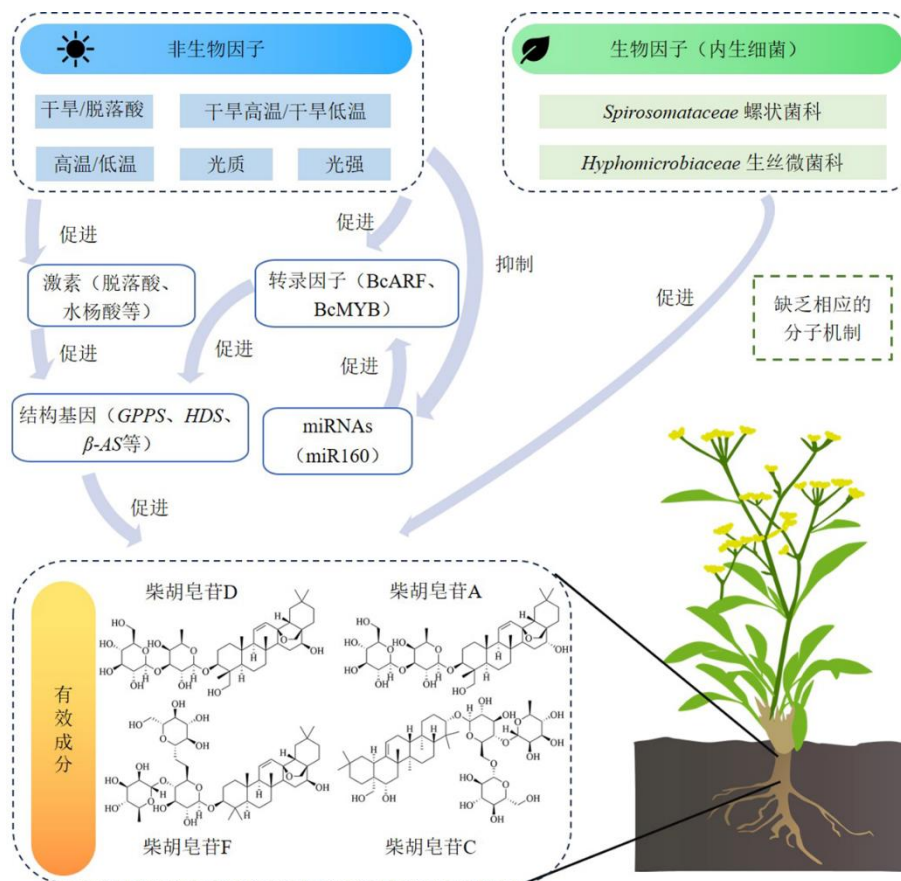 非生物因子
干旱/脱落酸
干旱高温/干旱低温
高温/低温
光质
光强
生物因子（内生细菌）
Spirosomataceae 螺状菌科
Hyphomicrobiaceae 生丝微菌科
促进
促进
抑制
促进
激素（脱落酸、
水杨酸等）
转录因子（BcARF、
BcMYB）
缺乏相应的
分子机制
促进
促进
促进
结构基因（GPPS、HDS、
β-AS等）
miRNAs
（miR160）
促进
有效成分
柴胡皂苷D
柴胡皂苷A
柴胡皂苷F
柴胡皂苷C